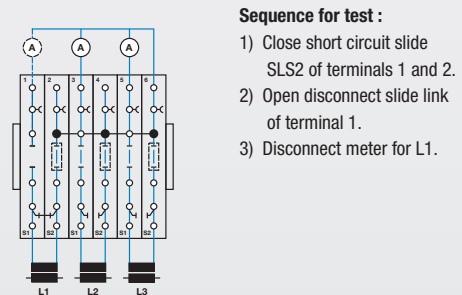 Sequence for test :
1) Close short circuit slide
SLS2 of terminals 1 and 2.
2) Open disconnect slide link
of terminal 1.
3) Disconnect meter for L1.
A A A
1 2 3 4 5 6
S1 S2 S1 S2 S1 S2
L1 L2 L3